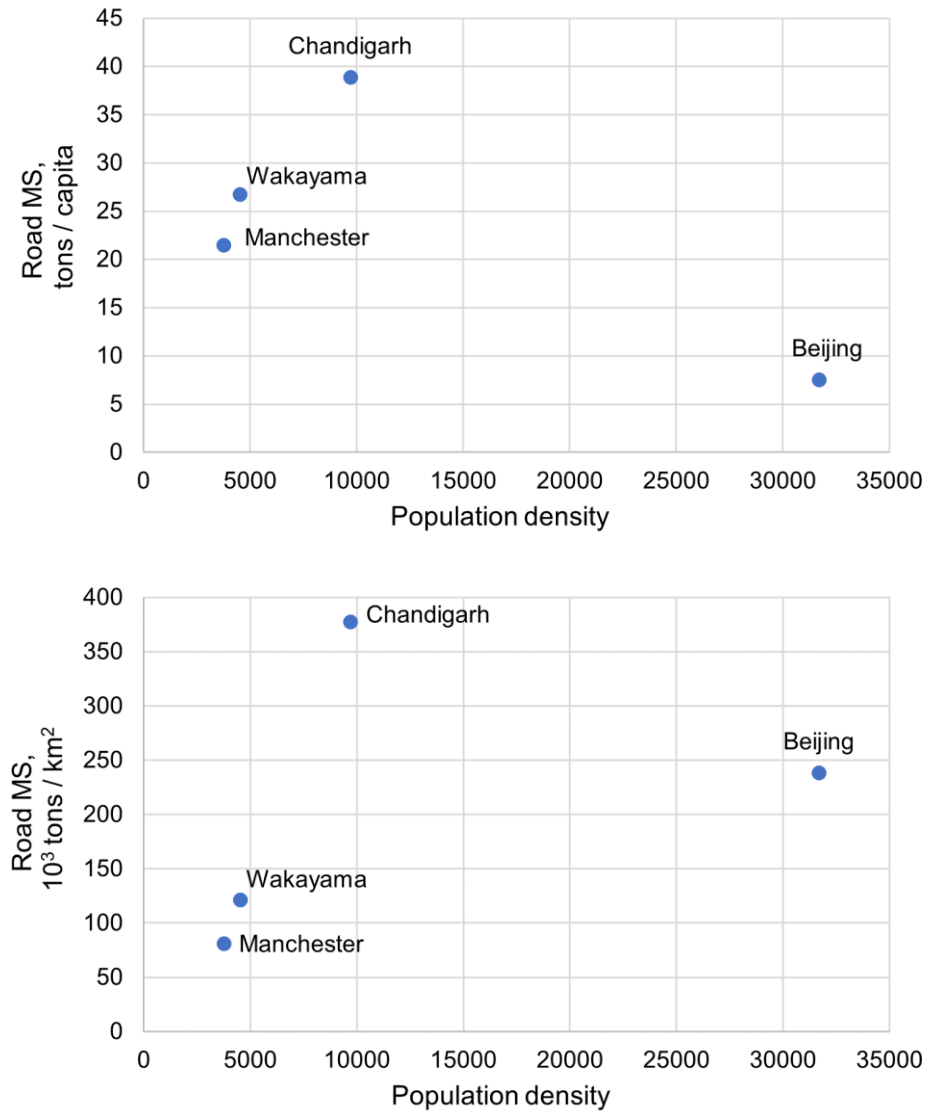 45
40
35
30
25
20
15
10
5
0
Road MS,
tons / capita
Chandigarh
Wakayama
Manchester
Beijing
0 5000 10000 15000 20000 25000 30000 35000
Population density
400
350
300
250
200
150
100
50
0
Road MS,
10³ tons / km²
Chandigarh
Beijing
Wakayama
Manchester
0 5000 10000 15000 20000 25000 30000 35000
Population density